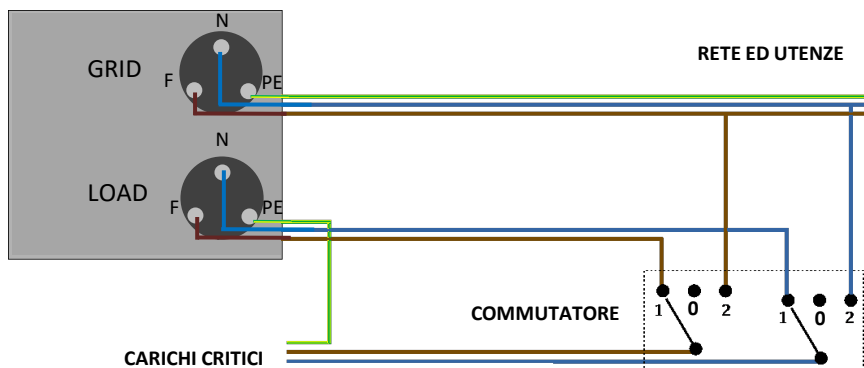 N
GRID
F
PE
RETE ED UTENZE
N
LOAD
F
PE
COMMUTATORE
1 0 2 1 0 2
CARICHI CRITICI